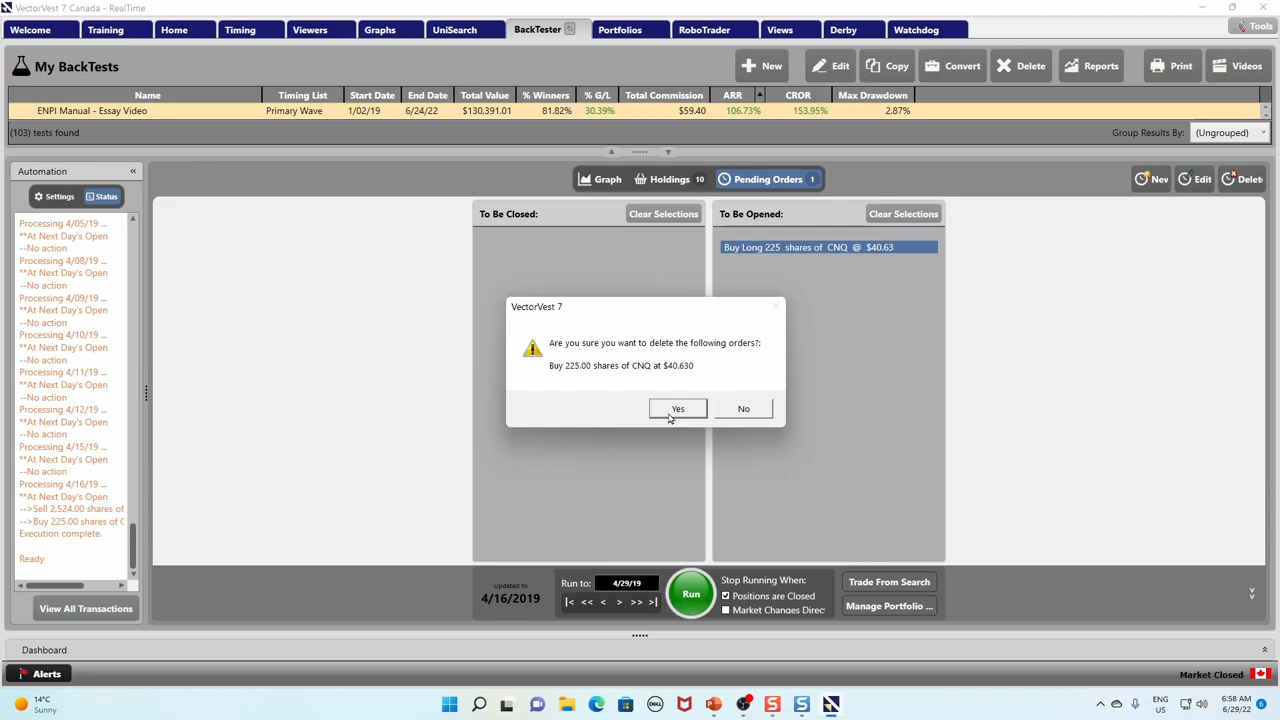 VectorVest 7 Canada - RealTime
Welcome Training Home Timing Viewers Graphs UniSearch BackTester Portfolios RoboTrader Views Derby Watchdog Tools
My BackTests New Edit Copy Convert Delete Reports Print Videos
Name Timing List Start Date End Date Total Value % Winners % G/L Total Commission ARR CROR Max Drawdown
ENPI Manual - Essay Video Primary Wave 1/02/19 6/24/22 $130,391.01 81.82% 30.39% $59.40 106.73% 153.95% 2.87%
(103) tests found Group Results By: (Ungrouped)
Automation «
Settings Status
Graph Holdings 10 Pending Orders 1 New Edit Delet
To Be Closed: Clear Selections To Be Opened: Clear Selections
Buy Long 225 shares of CNQ @ $40.63
Processing 4/05/19 ...
**At Next Day's Open
--No action
Processing 4/08/19 ...
**At Next Day's Open
--No action
Processing 4/09/19 ...
**At Next Day's Open
--No action
Processing 4/10/19 ...
**At Next Day's Open
--No action
Processing 4/11/19 ...
**At Next Day's Open
--No action
Processing 4/12/19 ...
**At Next Day's Open
--No action
Processing 4/15/19 ...
**At Next Day's Open
--No action
Processing 4/16/19 ...
**At Next Day's Open
-->Sell 2,524.00 shares of
-->Buy 225.00 shares of C
Execution complete.
Ready
View All Transactions
VectorVest 7
Are you sure you want to delete the following orders?:
Buy 225.00 shares of CNQ at $40.630
Yes No
Updated to
4/16/2019
Run to: 4/29/19
|< << < > >> >|
Run
Stop Running When:
Positions are Closed
Market Changes Direc
Trade From Search
Manage Portfolio ...
Dashboard
Alerts Market Closed
14°C
Sunny
DELL
ENG
US
6:58 AM
6/29/22
6